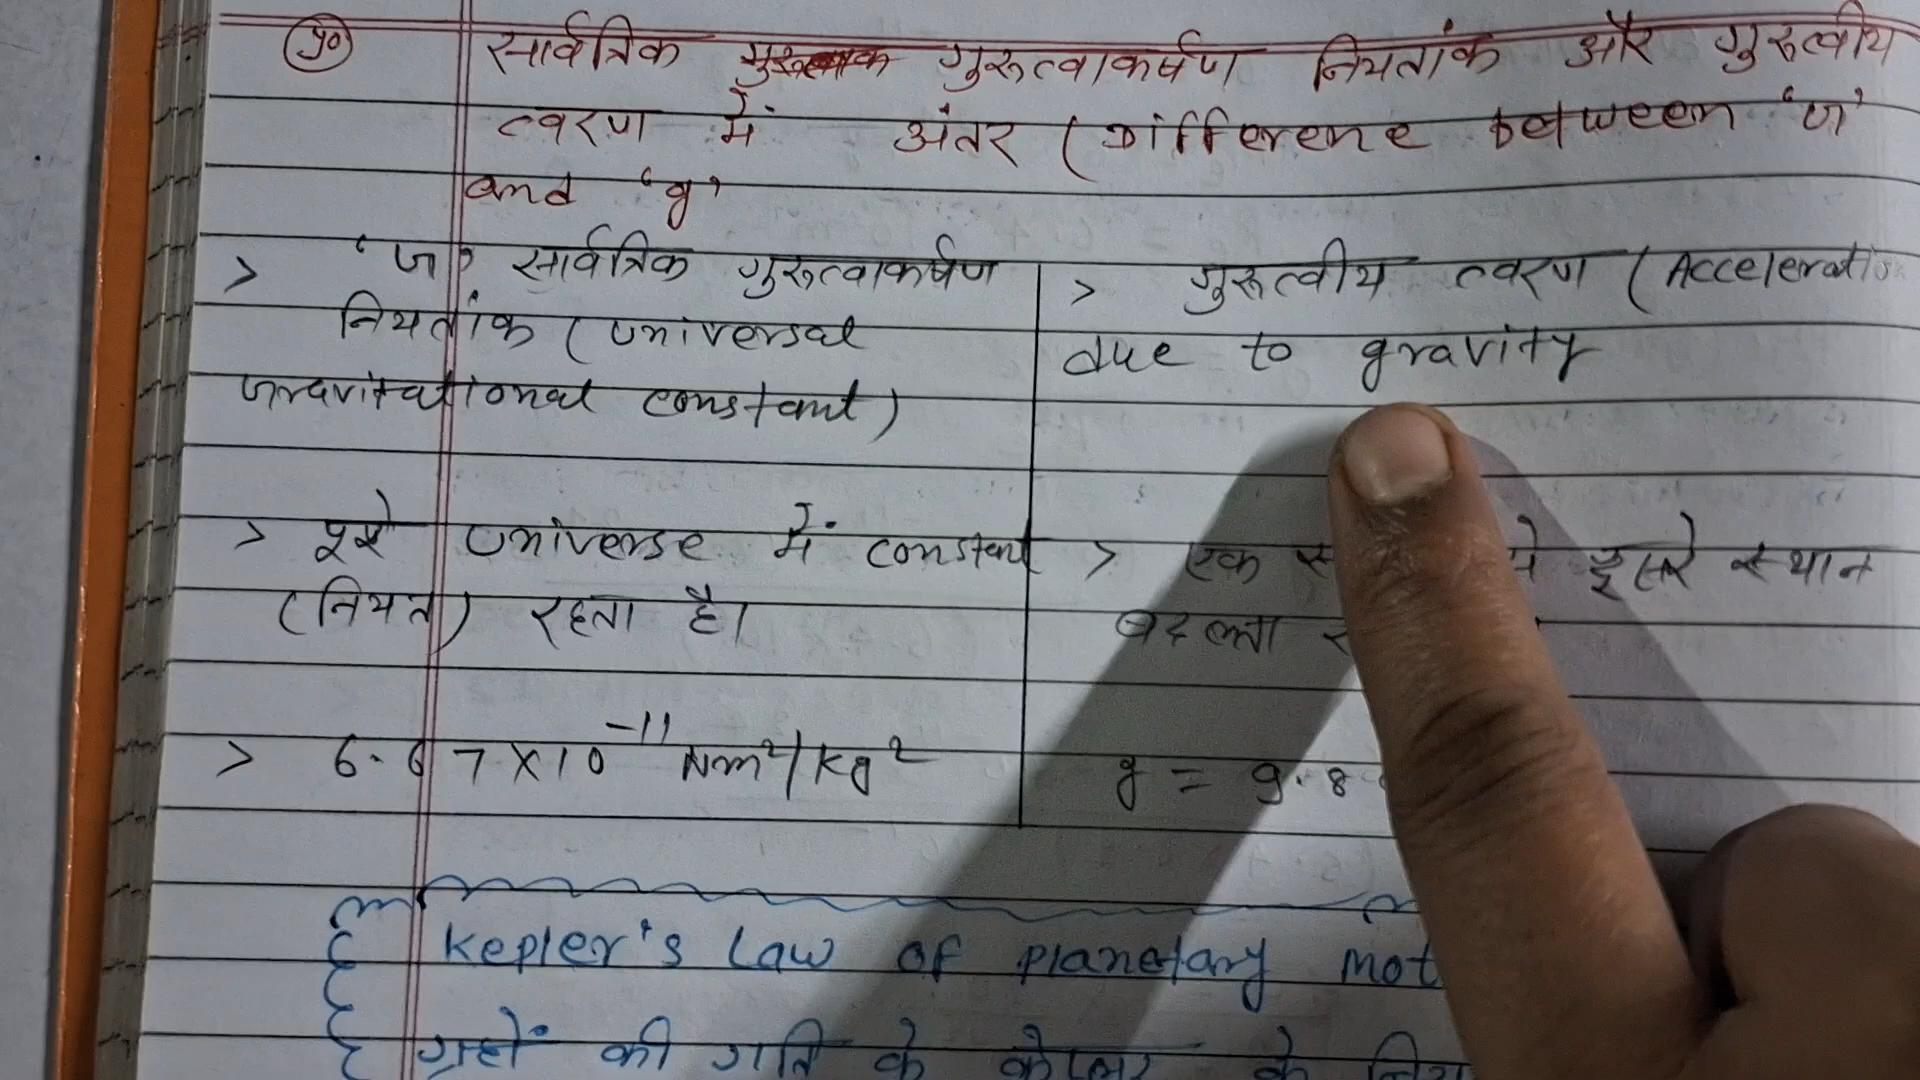 सार्वत्रिक गुरुत्वाकर्षण नियतांक और गुरुत्वीय
त्वरण में अंतर (Difference between 'G'
and 'g'
> 'G' सार्वत्रिक गुरुत्वाकर्षण
नियतांक (universal
Gravitational constant)
> गुरुत्वीय त्वरण (Acceleratio
due to gravity
> पूरे universe में constant
(नियत) रहता है।
> एक से दूसरे स्थान
बदलता
> 6.67 X 10⁻¹¹ Nm²/Kg²
g = 9.8
Kepler's Law of planetary mot
ग्रहों की गति के केप्लर के निय